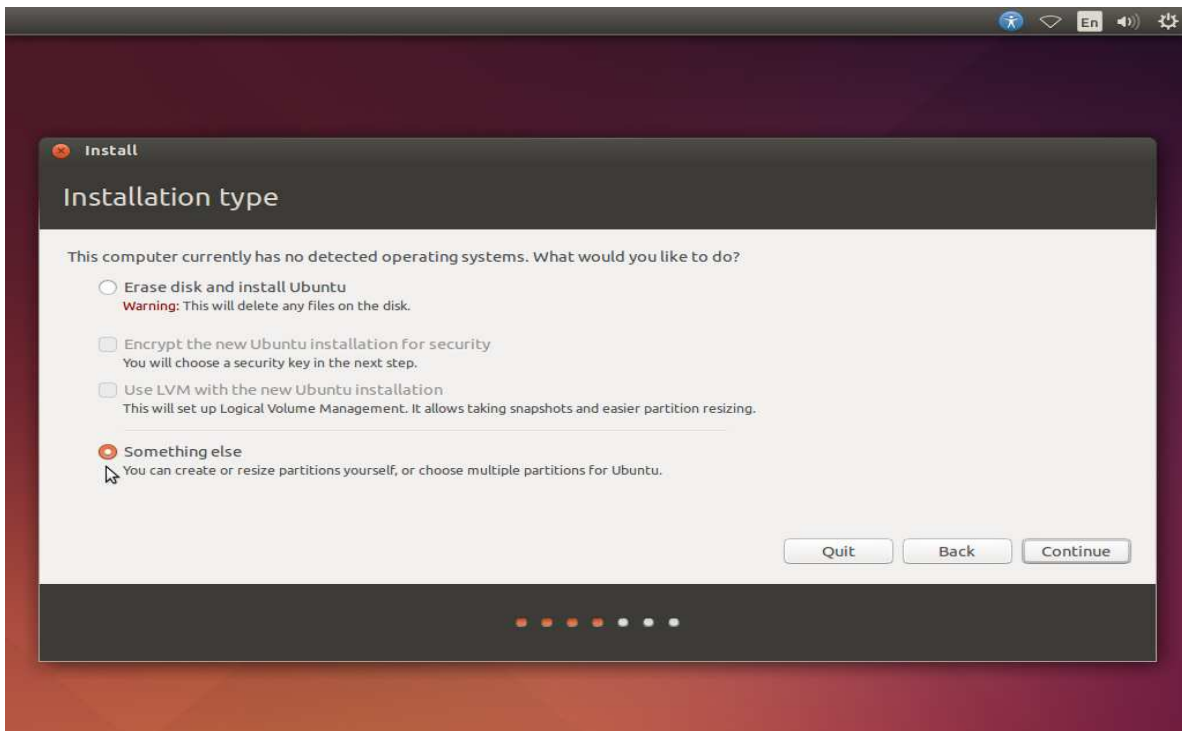 En
Install
Installation type
This computer currently has no detected operating systems. What would you like to do?
Erase disk and install Ubuntu
Warning: This will delete any files on the disk.
Encrypt the new Ubuntu installation for security
You will choose a security key in the next step.
Use LVM with the new Ubuntu installation
This will set up Logical Volume Management. It allows taking snapshots and easier partition resizing.
Something else
You can create or resize partitions yourself, or choose multiple partitions for Ubuntu.
Quit Back Continue